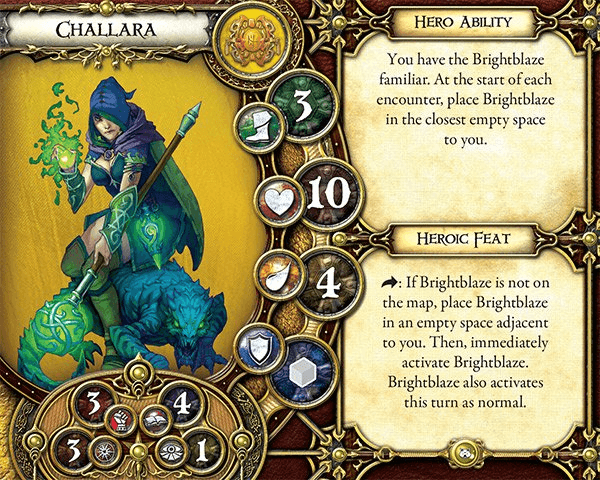 Challara
3
10
4
3
4
3
1
Hero Ability
You have the Brightblaze
familiar. At the start of each
encounter, place Brightblaze
in the closest empty space
to you.
Heroic Feat
: If Brightblaze is not on
the map, place Brightblaze
in an empty space adjacent
to you. Then, immediately
activate Brightblaze.
Brightblaze also activates
this turn as normal.